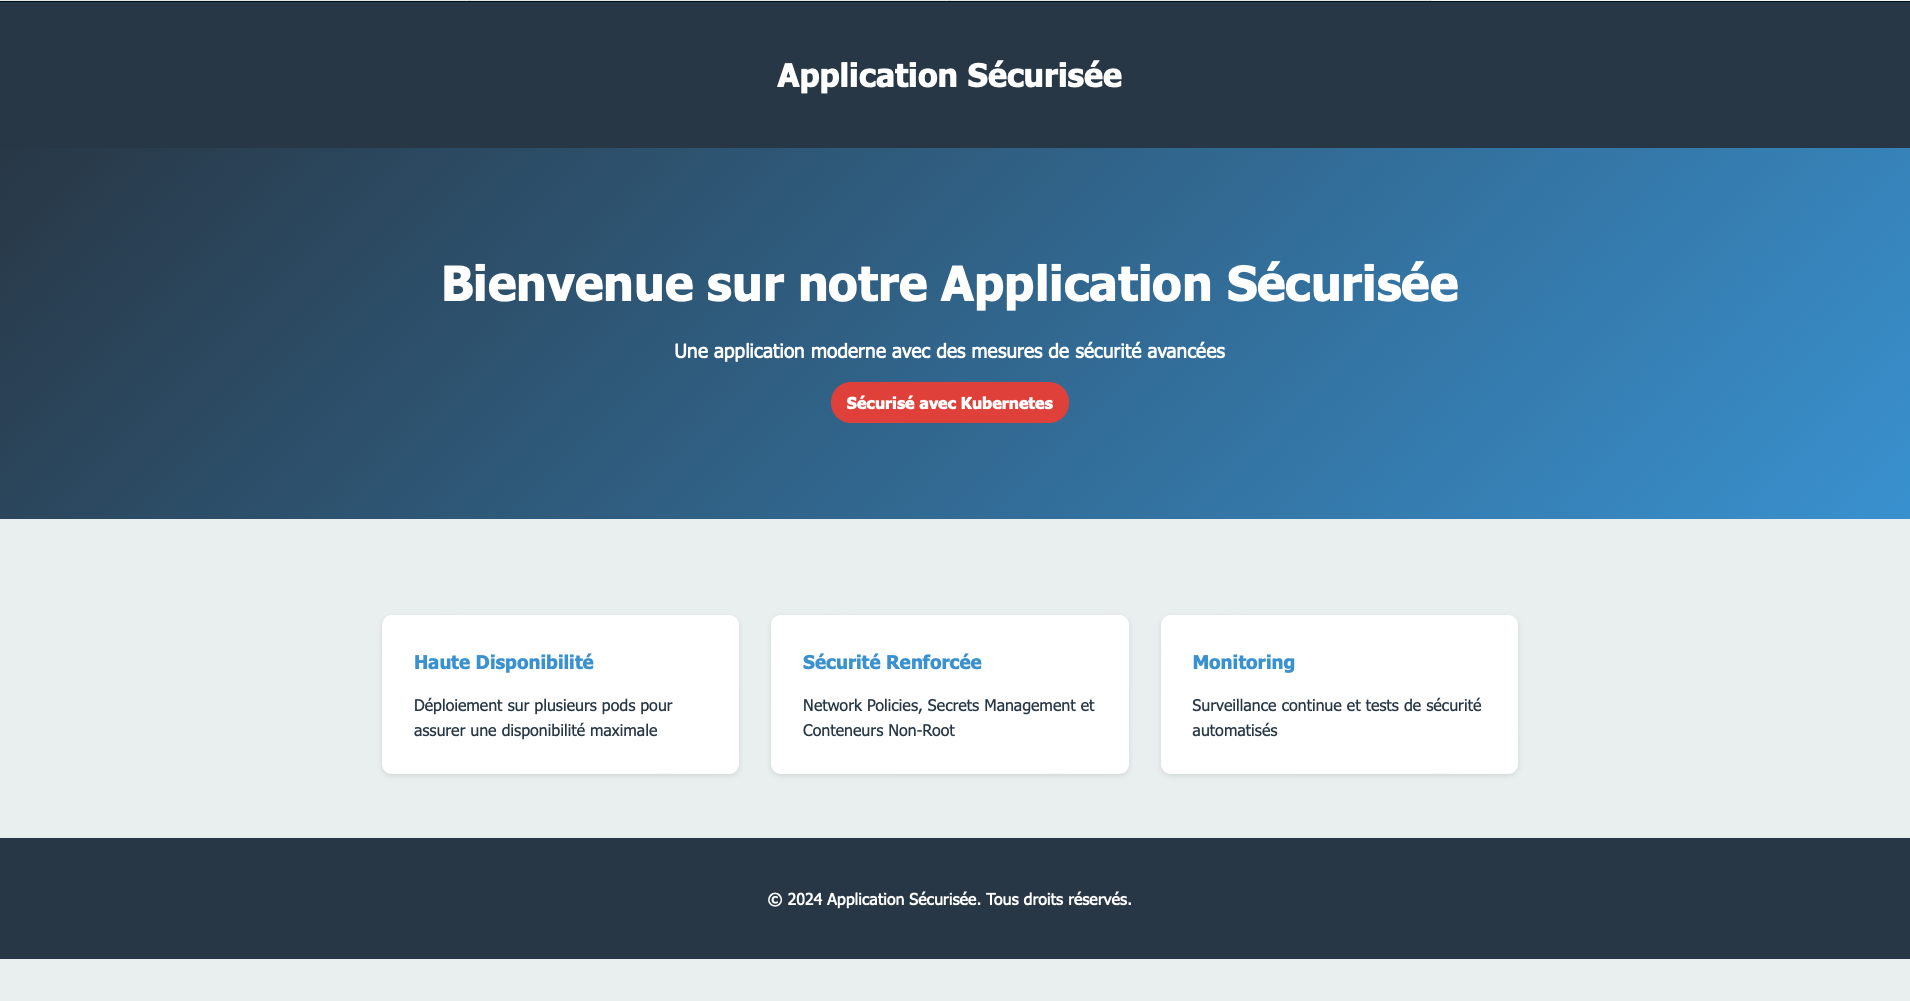 Application Sécurisée
Bienvenue sur notre Application Sécurisée
Une application moderne avec des mesures de sécurité avancées
Sécurisé avec Kubernetes
Haute Disponibilité
Déploiement sur plusieurs pods pour
assurer une disponibilité maximale
Sécurité Renforcée
Network Policies, Secrets Management et
Conteneurs Non-Root
Monitoring
Surveillance continue et tests de sécurité
automatisés
© 2024 Application Sécurisée. Tous droits réservés.